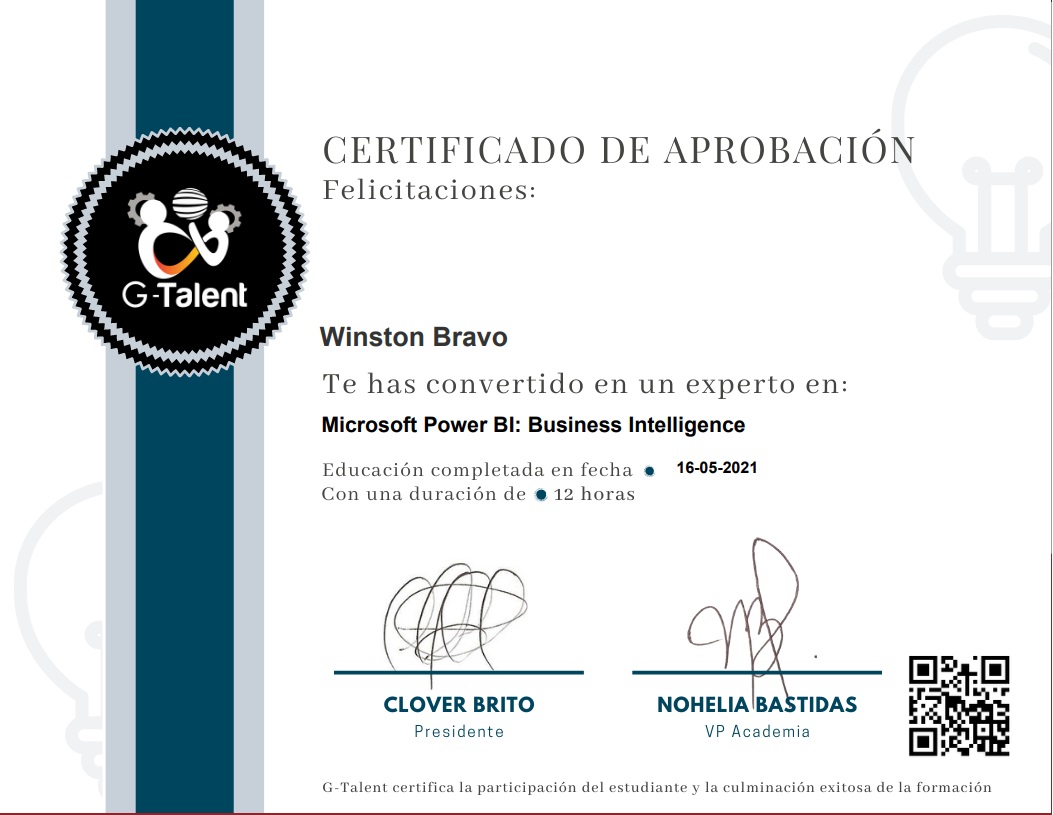 CERTIFICADO DE APROBACIÓN
Felicitaciones:
G-Talent
Winston Bravo
Te has convertido en un experto en:
Microsoft Power BI: Business Intelligence
Educación completada en fecha 16-05-2021
Con una duración de 12 horas
CLOVER BRITO
Presidente
NOHELIA BASTIDAS
VP Academia
G-Talent certifica la participación del estudiante y la culminación exitosa de la formación